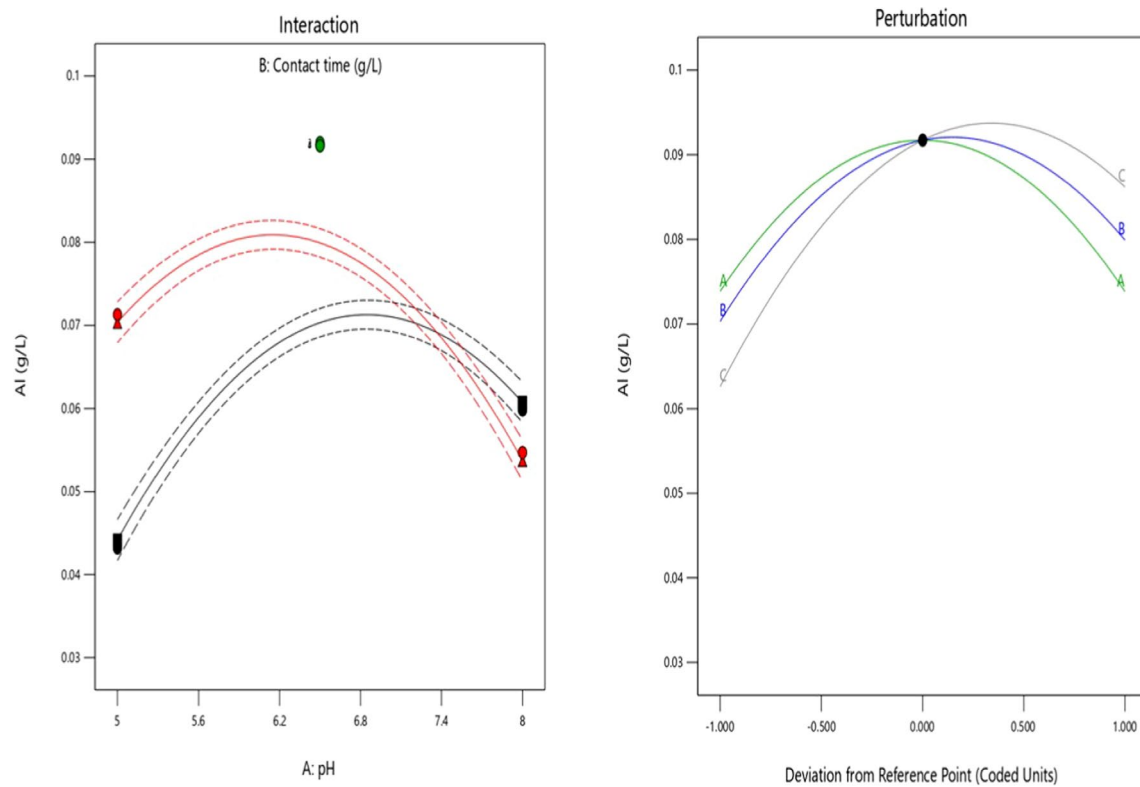 Interaction
B: Contact time (g/L)
0.1
0.09
0.08
0.07
0.06
0.05
0.04
0.03
Al (g/L)
5 5.6 6.2 6.8 7.4 8
A: pH
Perturbation
0.1
0.09
0.08
0.07
0.06
0.05
0.04
0.03
Al (g/L)
A
B
C
C
B
A
-1.000 -0.500 0.000 0.500 1.000
Deviation from Reference Point (Coded Units)